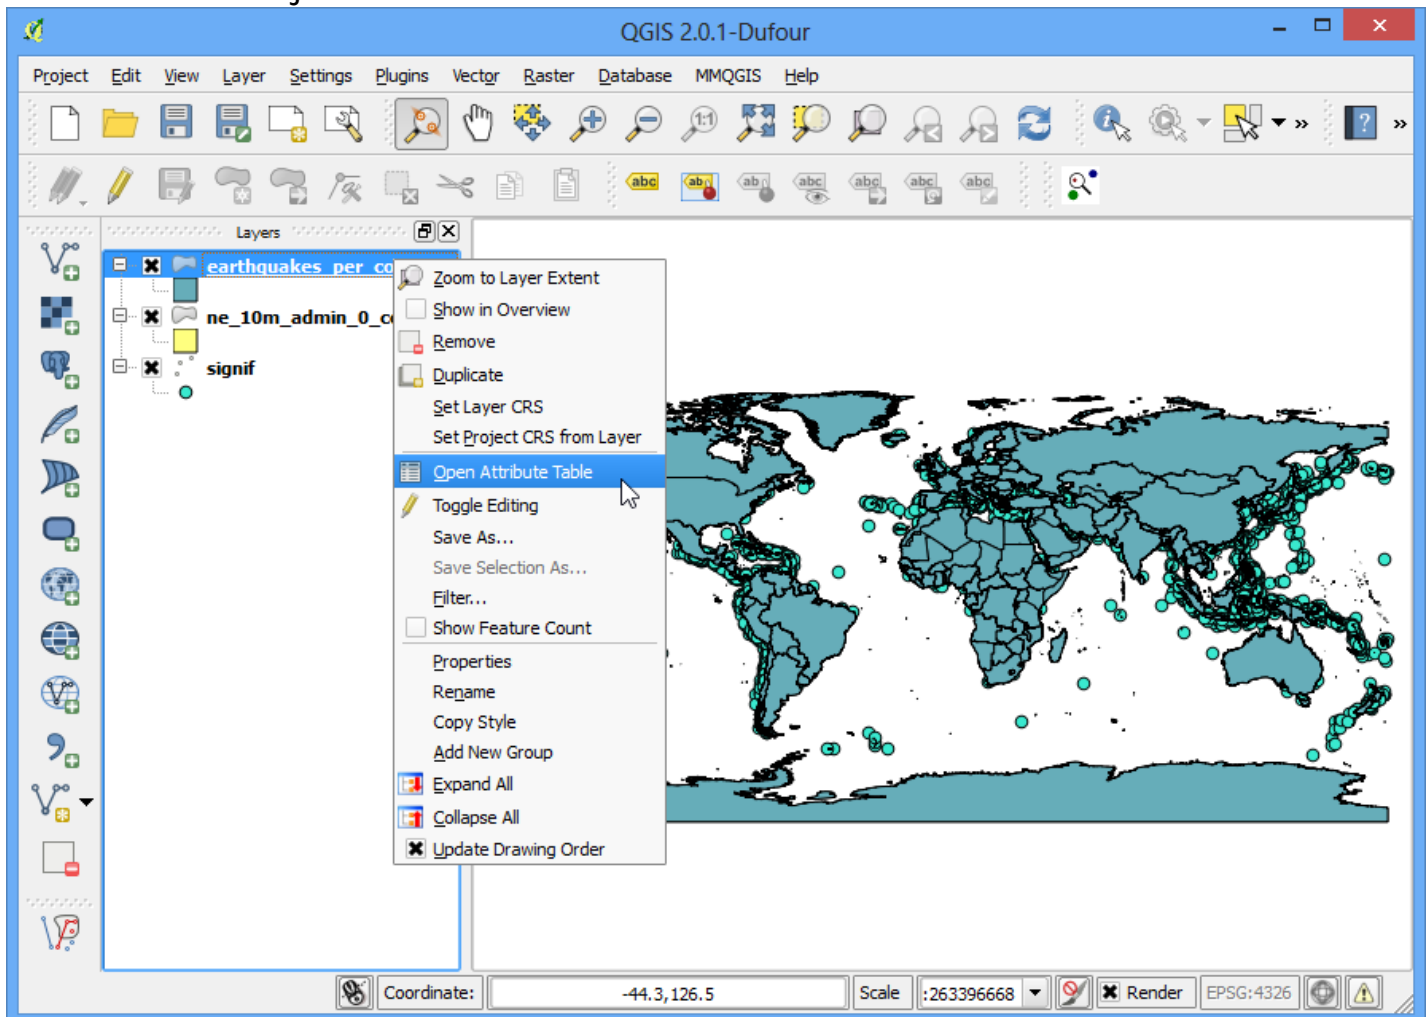 QGIS 2.0.1-Dufour
Project Edit View Layer Settings Plugins Vector Raster Database MMQGIS Help
1:1
?
abc
abc
Layers
earthquakes_per_co
ne_10m_admin_0_c
signif
Zoom to Layer Extent
Show in Overview
Remove
Duplicate
Set Layer CRS
Set Project CRS from Layer
Open Attribute Table
Toggle Editing
Save As...
Save Selection As...
Filter...
Show Feature Count
Properties
Rename
Copy Style
Add New Group
Expand All
Collapse All
Update Drawing Order
Coordinate: -44.3,126.5 Scale :263396668 Render EPSG:4326